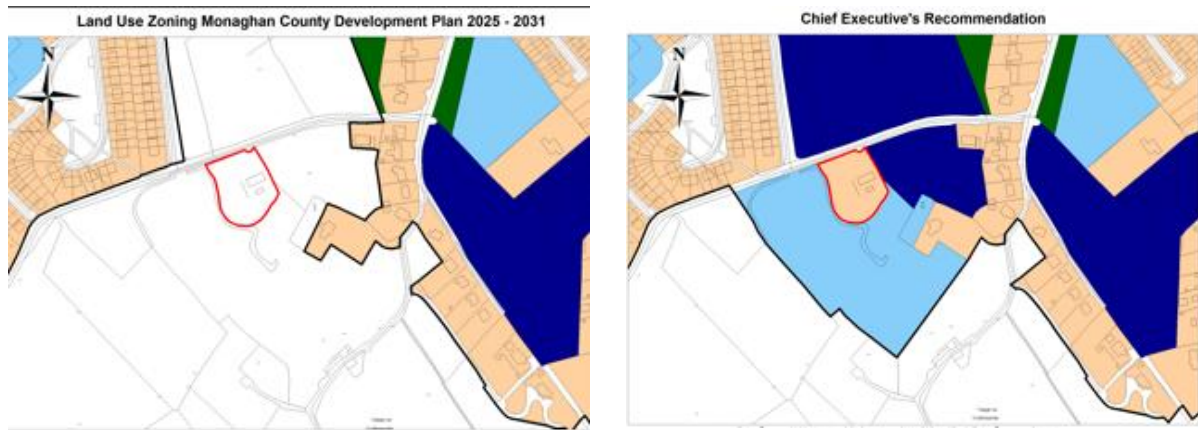 Land Use Zoning Monaghan County Development Plan 2025 - 2031
N
Chief Executive's Recommendation
N